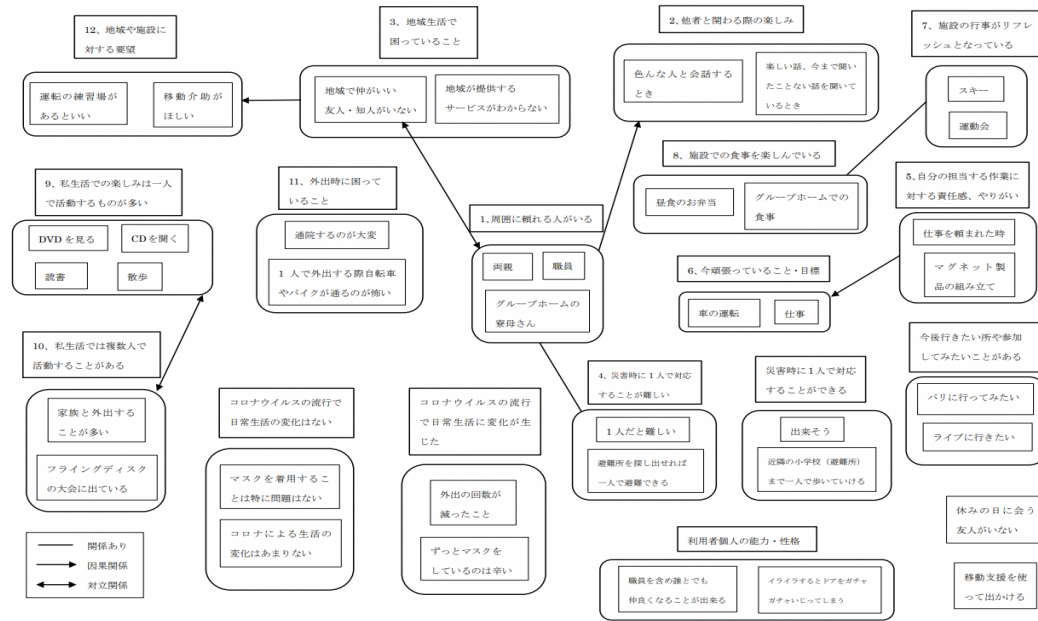 12、地域や施設に
対する要望
運転の練習場が
あるといい
移動介助が
ほしい
3、地域生活で
困っていること
地域で仲がいい
友人・知人がいない
地域が提供する
サービスがわからない
2、他者と関わる際の楽しみ
色んな人と会話する
とき
楽しい話、今まで聞いた
ことない話を聞いて
いるとき
7、施設の行事がリフレ
ッシュとなっている
スキー
運動会
8、施設での食事を楽しんでいる
昼食のお弁当
グループホームでの
食事
9、私生活での楽しみは一人
で活動するものが多い
DVDを見る
CDを聞く
読書
散歩
11、外出時に困って
いること
通院するのが大変
1人で外出する際自転車
やバイクが通るのが怖い
1、周囲に頼れる人がいる
両親
職員
グループホームの
寮母さん
5、自分の担当する作業に
対する責任感、やりがい
仕事を頼まれた時
マグネット製
品の組み立て
6、今頑張っていること・目標
車の運転
仕事
10、私生活では複数人で
活動することがある
家族と外出する
ことが多い
フライングディスク
の大会に出ている
コロナウイルスの流行で
日常生活の変化はない
マスクを着用するこ
とは特に問題はない
コロナによる生活の
変化はあまりない
コロナウイルスの流行
で日常生活に変化が生
じた
外出の回数が
減ったこと
ずっとマスクを
しているのは辛い
4、災害時に1人で対応
することが難しい
1人だと難しい
避難所を探し出せれば
一人で避難できる
災害時に1人で対応
することができる
出来そう
近隣の小学校（避難所）
まで一人で歩いていける
今後行きたい所や参加
してみたいことがある
パリに行ってみたい
ライブに行きたい
利用者個人の能力・性格
職員を含め誰とでも
仲良くなることが出来る
イライラするとドアをガチャ
ガチャいじってしまう
休みの日に会う
友人がいない
移動支援を使
って出かける
関係あり
因果関係
対立関係